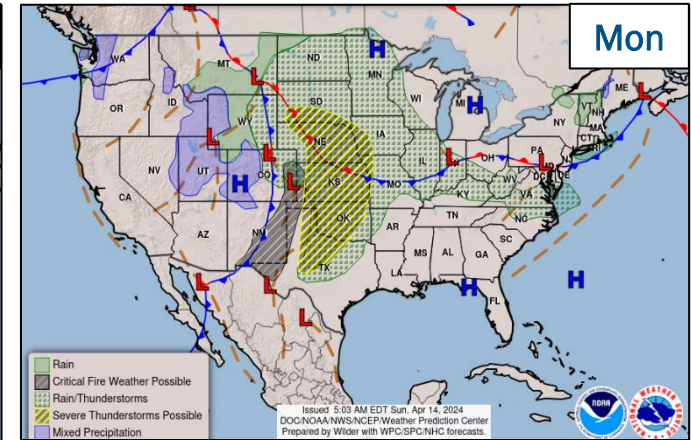 Mon
WA
MT
ND
MN
H
OR
ID
L
SD
WI
MI
H
ME
L
WY
VT
NH
NY
MA
CT
RI
L
NE
IA
PA
NJ
NV
UT
H
L
CO
L
KS
IL
L
OH
L
MD
DE
DC
WV
VA
CA
MO
KY
AZ
NM
OK
AR
TN
NC
SC
TX
MS
AL
GA
LA
L
L
H
FL
H
L
Rain
Critical Fire Weather Possible
Rain/Thunderstorms
Severe Thunderstorms Possible
Mixed Precipitation
Issued 5:03 AM EDT Sun, Apr 14, 2024
DOC/NOAA/NWS/NCEP/Weather Prediction Center
Prepared by Wilder with WPC/SPC/NHC forecasts.
NOAA
NATIONAL WEATHER SERVICE